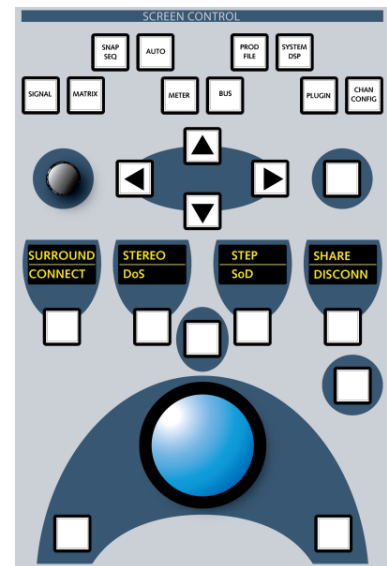 SCREEN CONTROL
SNAP
SEQ
AUTO
PROD
FILE
SYSTEM
DSP
SIGNAL
MATRIX
METER
BUS
PLUGIN
CHAN
CONFIG
SURROUND
CONNECT
STEREO
DoS
STEP
SoD
SHARE
DISCONN